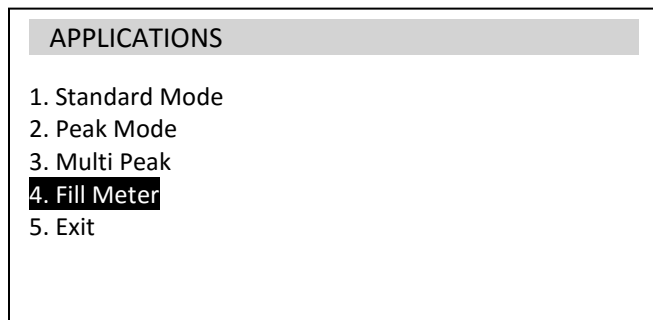 APPLICATIONS
1. Standard Mode
2. Peak Mode
3. Multi Peak
4. Fill Meter
5. Exit